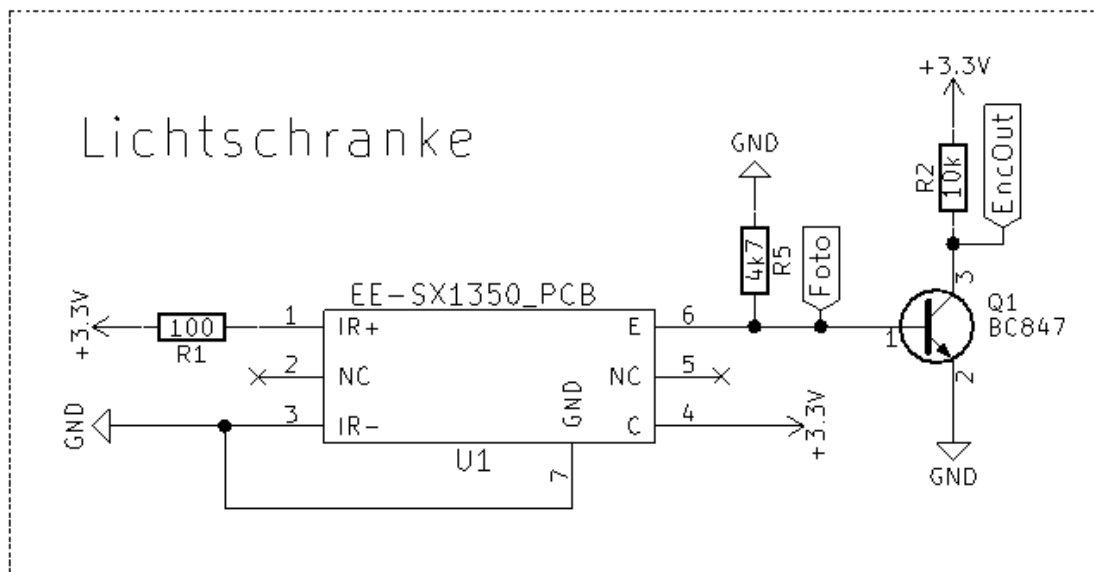 Lichtschranke
+3.3V
GND
R2
10k
EncOut
4k7
R5
Foto
EE-SX1350_PCB
+3.3V
100
R1
1
IR+
E
6
3
Q1
BC847
1
2
2
NC
NC
5
GND
GND
3
IR-
C
4
+3.3V
U1
7
GND